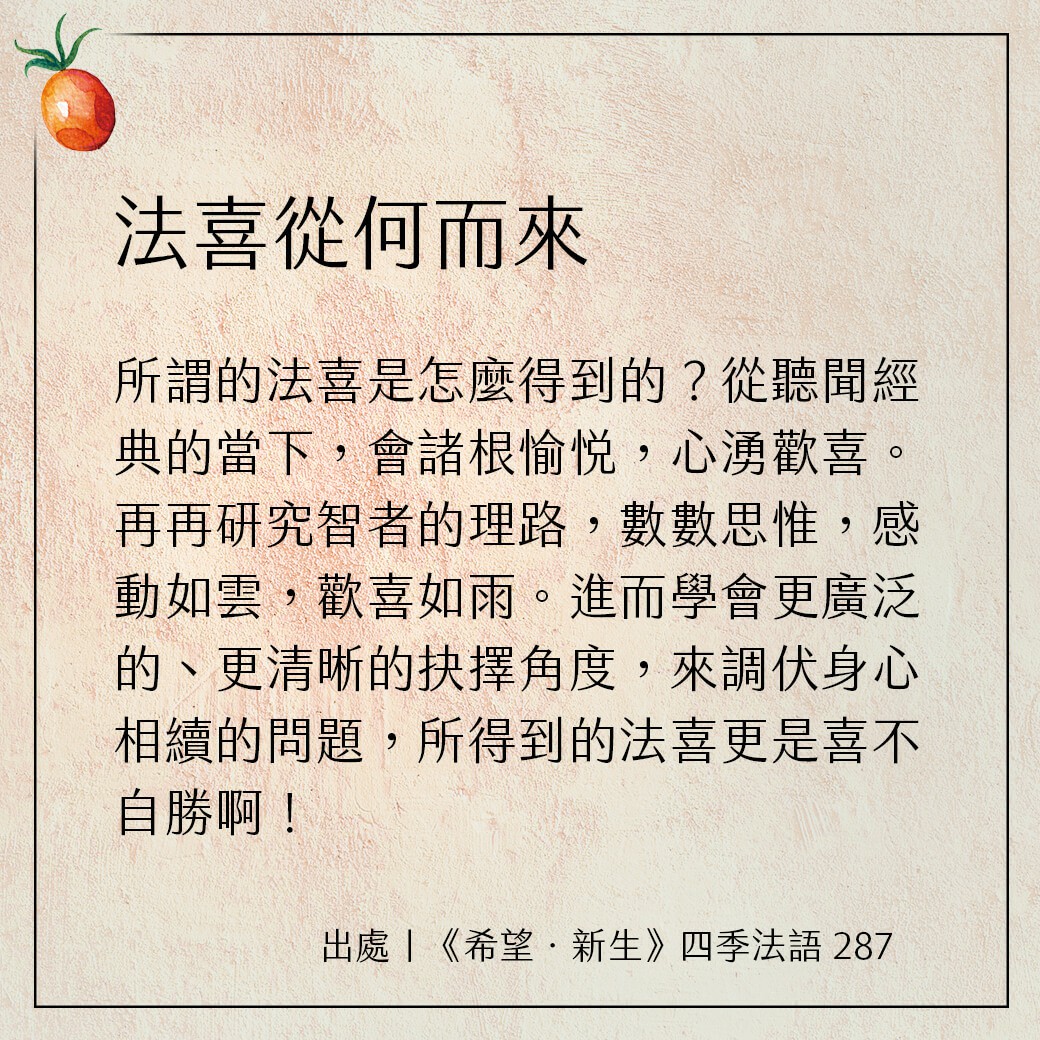 法喜從何而來
所謂的法喜是怎麼得到的？從聽聞經
典的當下，會諸根愉悅，心湧歡喜。
再再研究智者的理路，數數思惟，感
動如雲，歡喜如雨。進而學會更廣泛
的、更清晰的抉擇角度，來調伏身心
相續的問題，所得到的法喜更是喜不
自勝啊！
出處｜《希望．新生》四季法語 287